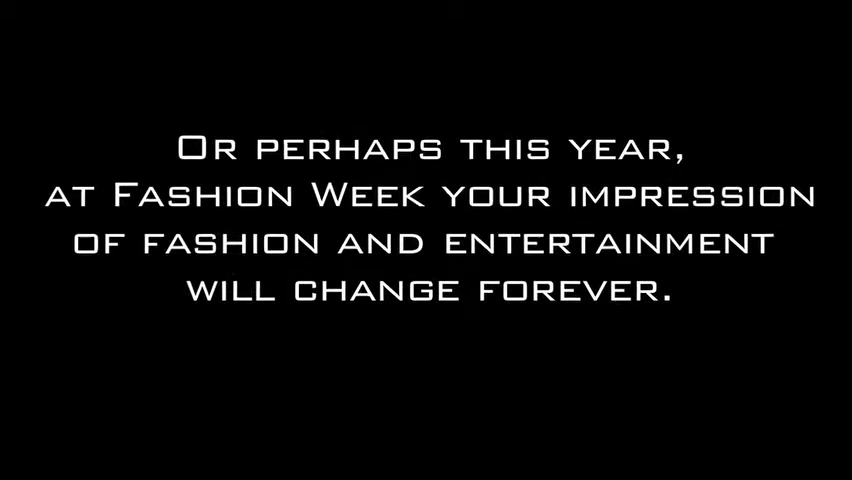 Or perhaps this year,
at Fashion Week your impression
of fashion and entertainment
will change forever.